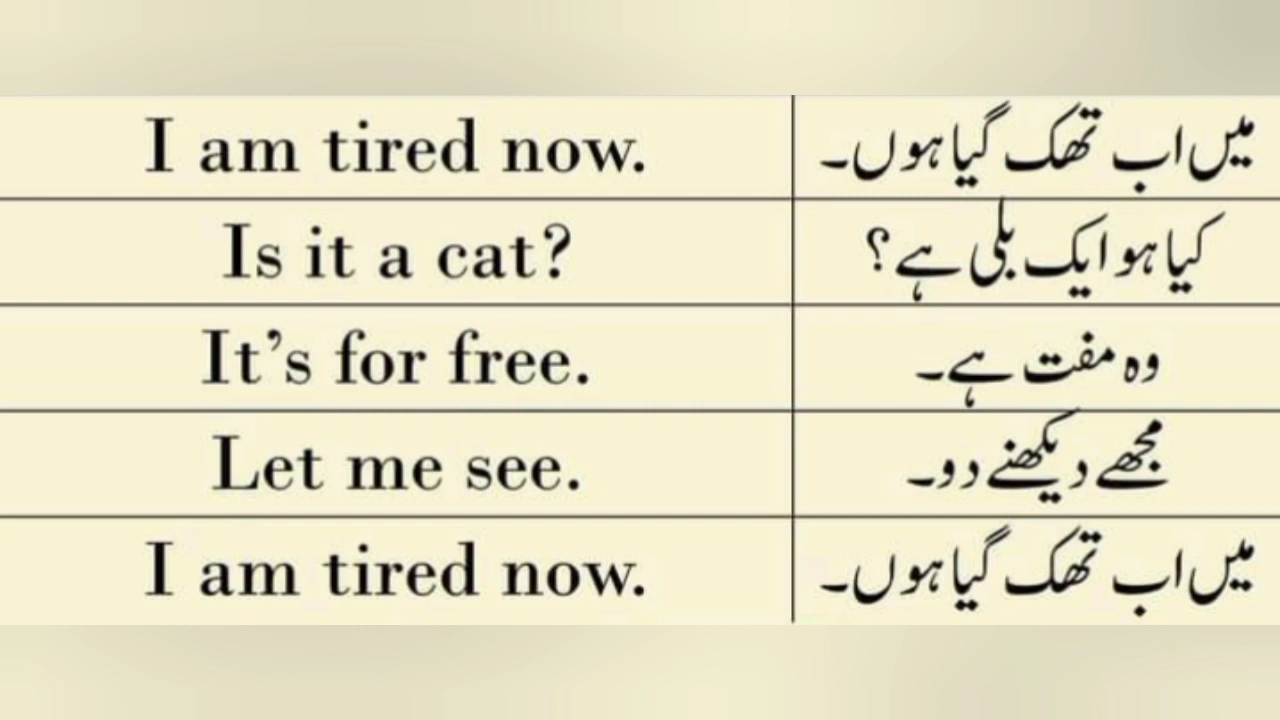 I am tired now. میں اب تھک گیا ہوں۔
Is it a cat? کیا ہو ایک بلی ہے؟
It’s for free. وہ مفت ہے۔
Let me see. مجھے دیکھنے دو۔
I am tired now. میں اب تھک گیا ہوں۔